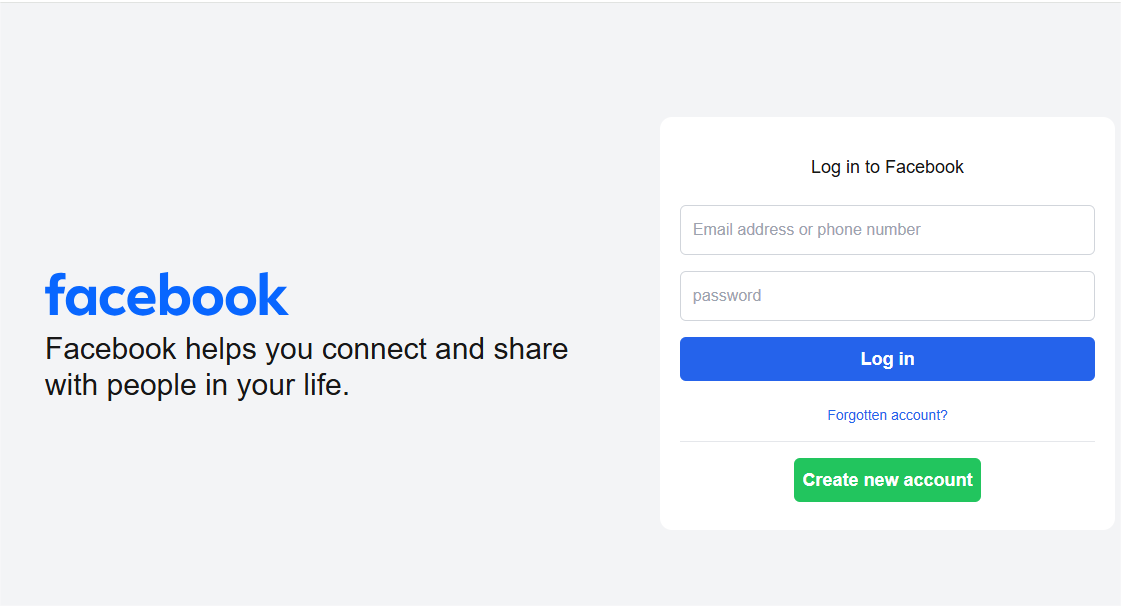 facebook
Facebook helps you connect and share
with people in your life.
Log in to Facebook
Email address or phone number
password
Log in
Forgotten account?
Create new account